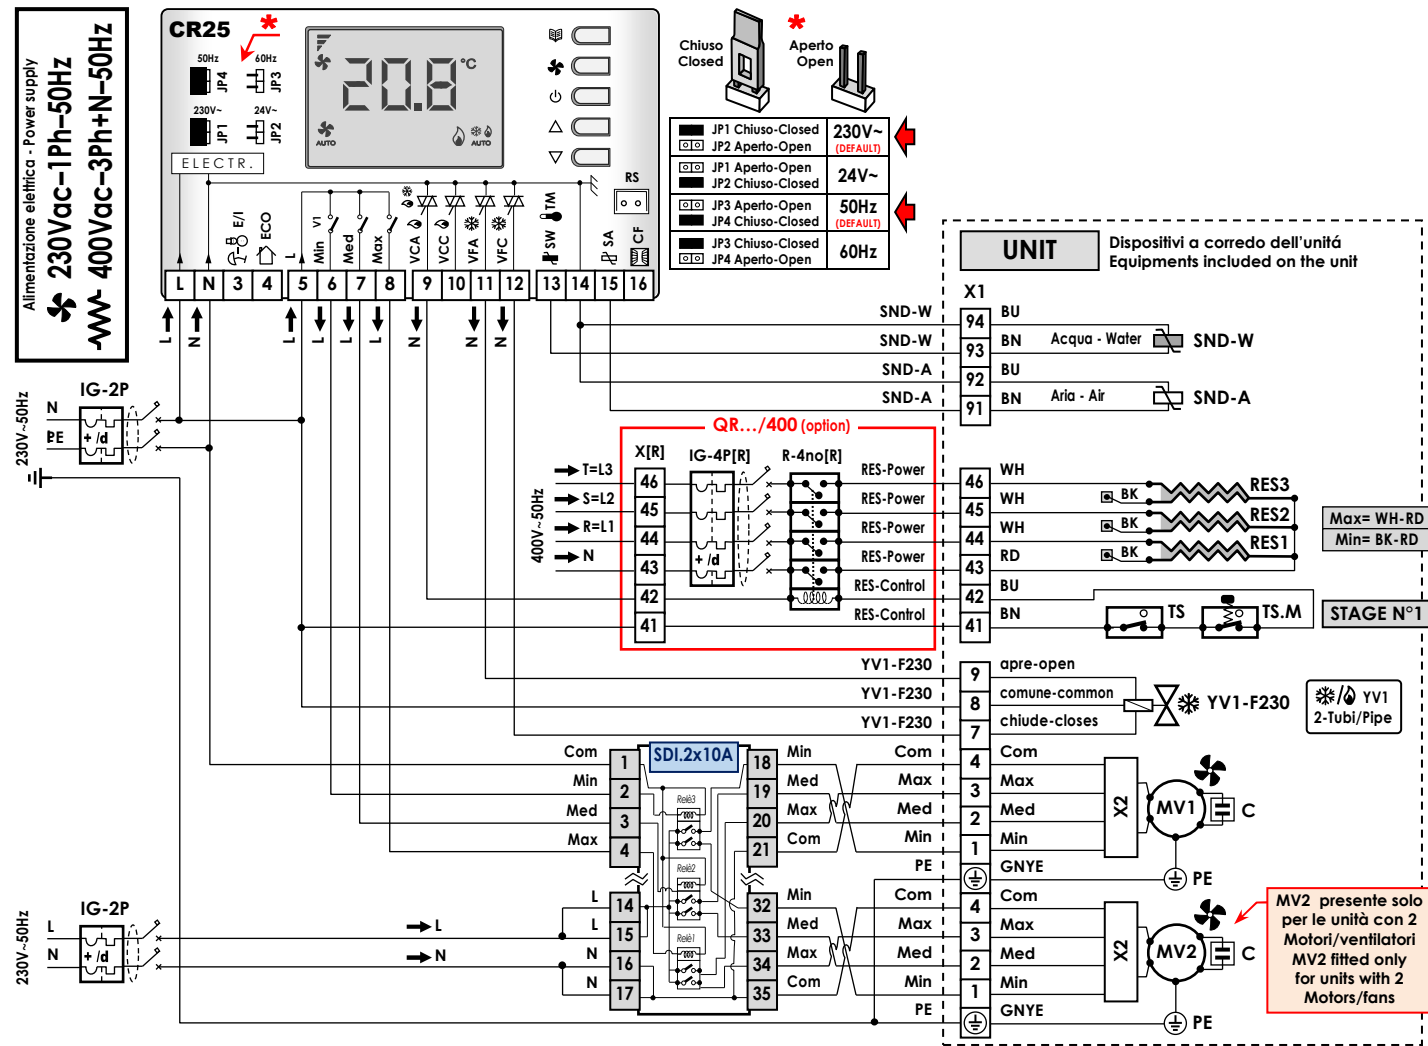 Alimentazione elettrica - Power supply
230Vac–1Ph–50Hz
400Vac–3Ph+N–50Hz
CR25
*
50Hz
60Hz
JP4
JP3
230V~
24V~
JP1
JP2
ELECTR.
20.8 °C
AUTO
AUTO
Chiuso
Closed
*
Aperto
Open
JP1 Chiuso-Closed
JP2 Aperto-Open
230V~
(DEFAULT)
JP1 Aperto-Open
JP2 Chiuso-Closed
24V~
JP3 Aperto-Open
JP4 Chiuso-Closed
50Hz
(DEFAULT)
JP3 Chiuso-Closed
JP4 Aperto-Open
60Hz
E/I
ECO
L
Min
V1
Med
Max
VCA
VCC
VFA
VFC
SW
TM
SA
RS
CF
L N 3 4 5 6 7 8 9 10 11 12 13 14 15 16
L N L L L L N N N
UNIT
Dispositivi a corredo dell'unitá
Equipments included on the unit
X1
SND-W 94 BU
SND-W 93 BN Acqua - Water SND-W
SND-A 92 BU
SND-A 91 BN Aria - Air SND-A
IG-2P
230V~50Hz
N
PE
+ /d
QR.../400 (option)
X[R] IG-4P[R] R-4no[R]
400V~50Hz
T=L3 46 RES-Power 46 WH BK RES3
S=L2 45 RES-Power 45 WH BK RES2
R=L1 44 RES-Power 44 WH BK RES1
N 43 + /d RES-Power 43 RD
42 RES-Control 42 BU
41 RES-Control 41 BN TS TS.M
Max= WH-RD
Min= BK-RD
STAGE N°1
YV1-F230 9 apre-open
YV1-F230 8 comune-common YV1-F230
YV1-F230 7 chiude-closes
YV1
2-Tubi/Pipe
SDI.2x10A
Com 1 18 Min Com 4 Com
Min 2 19 Med Max 3 Max
Med 3 20 Max Med 2 Med
Max 4 21 Com Min 1 Min
Relè3
Relè2
Relè1
X2 MV1 C
PE GNYE PE
IG-2P
230V~50Hz
L
N
+ /d
L
N
L 14 32 Min Com 4 Com
L 15 33 Med Max 3 Max
N 16 34 Max Med 2 Med
N 17 35 Com Min 1 Min
X2 MV2 C
PE GNYE PE
MV2 presente solo
per le unità con 2
Motori/ventilatori
MV2 fitted only
for units with 2
Motors/fans